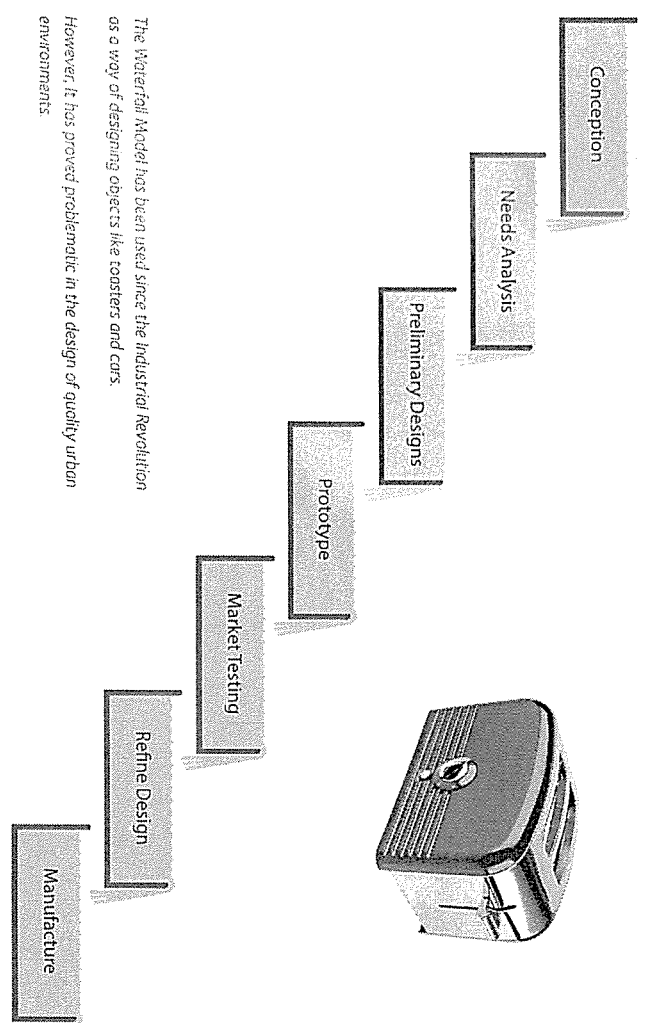 Conception
Needs Analysis
Preliminary Designs
Prototype
Market Testing
Refine Design
Manufacture
The Waterfall Model has been used since the Industrial Revolution
as a way of designing objects like toasters and cars.
However, it has proved problematic in the design of quality urban
environments.